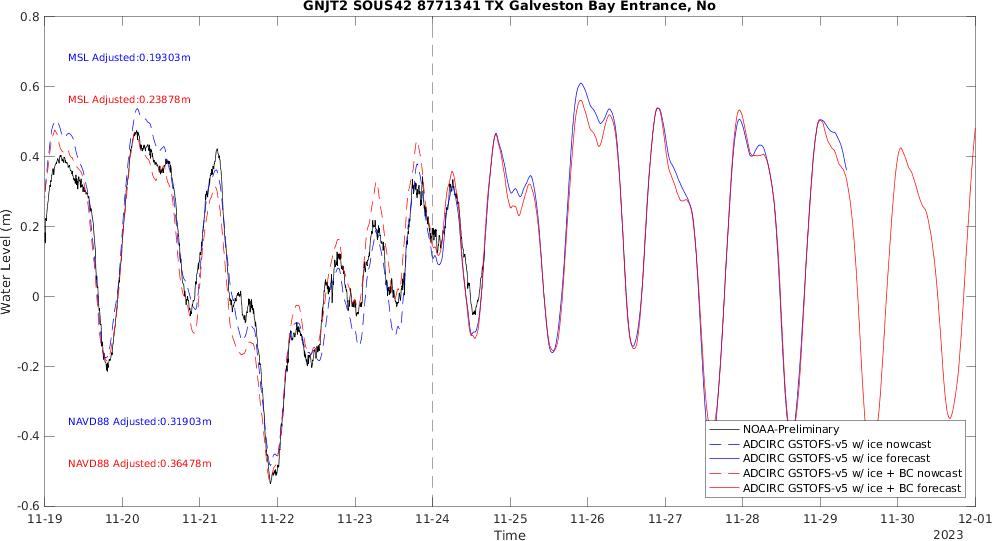 GNJT2 SOUS42 8771341 TX Galveston Bay Entrance, No
0.8
0.6
0.4
0.2
0
-0.2
-0.4
-0.6
Water Level (m)
MSL Adjusted:0.19303m
MSL Adjusted:0.23878m
NAVD88 Adjusted:0.31903m
NAVD88 Adjusted:0.36478m
NOAA-Preliminary
ADCIRC GSTOFS-v5 w/ ice nowcast
ADCIRC GSTOFS-v5 w/ ice forecast
ADCIRC GSTOFS-v5 w/ ice + BC nowcast
ADCIRC GSTOFS-v5 w/ ice + BC forecast
11-19 11-20 11-21 11-22 11-23 11-24 11-25 11-26 11-27 11-28 11-29 11-30 12-01
Time
2023